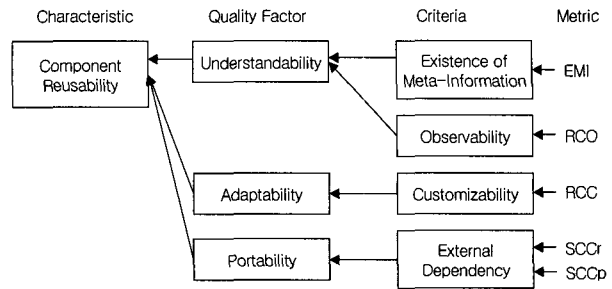 Characteristic Quality Factor Criteria Metric
Component
Reusability
Understandability
Existence of
Meta-Information
EMI
Observability
RCO
Adaptability
Customizability
RCC
Portability
External
Dependency
SCCr
SCCp